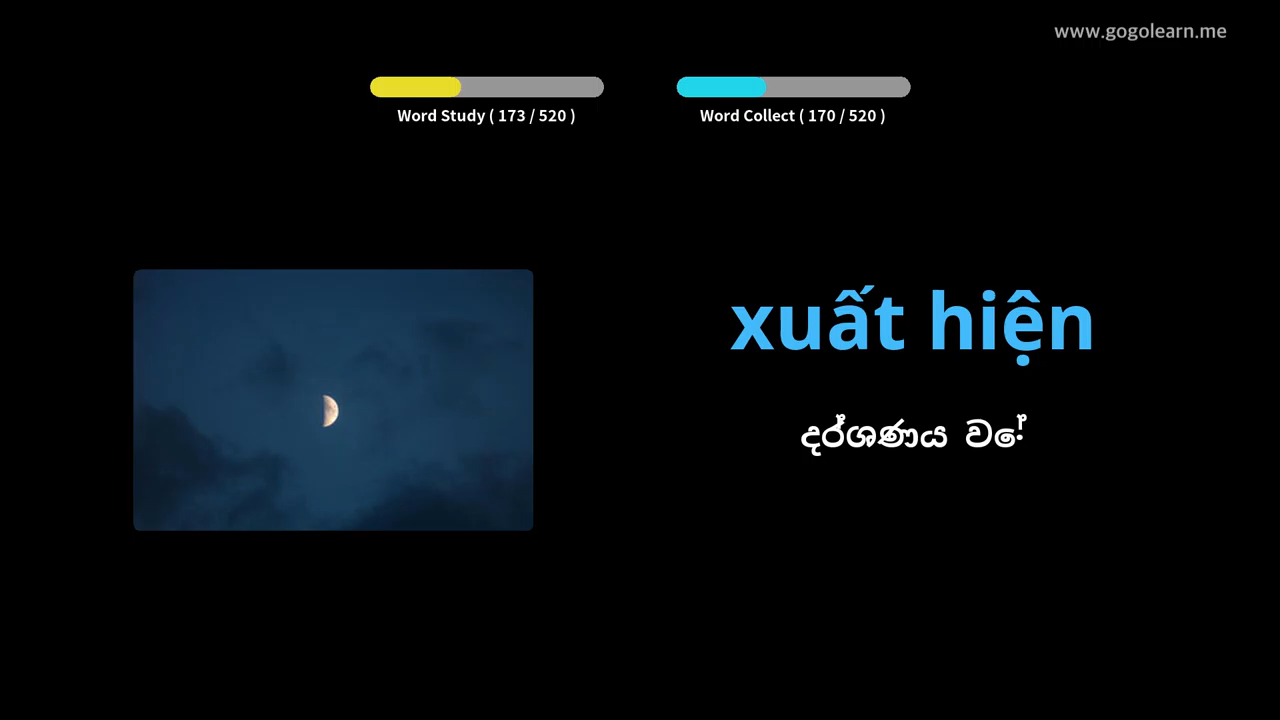 www.gogolearn.me
Word Study ( 173 / 520 )
Word Collect ( 170 / 520 )
xuất hiện
දර්ශණය වේ.